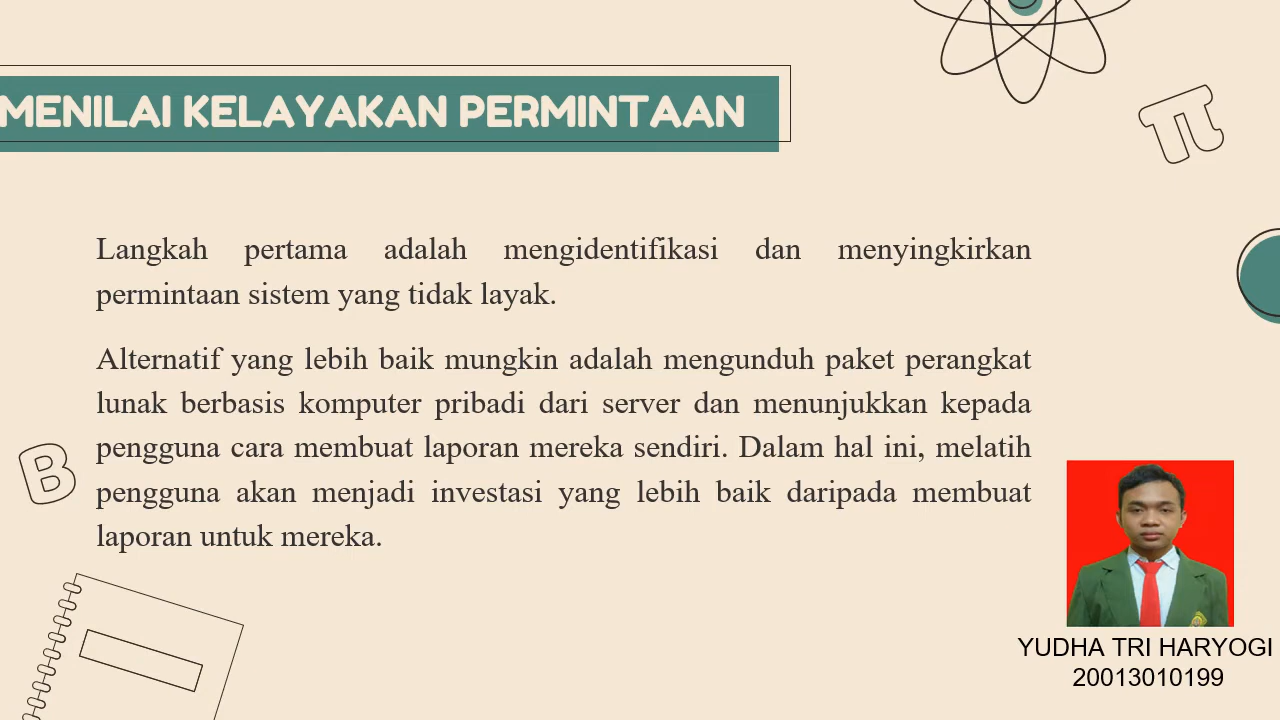 MENILAI KELAYAKAN PERMINTAAN
π
Langkah pertama adalah mengidentifikasi dan menyingkirkan
permintaan sistem yang tidak layak.
Alternatif yang lebih baik mungkin adalah mengunduh paket perangkat
lunak berbasis komputer pribadi dari server dan menunjukkan kepada
pengguna cara membuat laporan mereka sendiri. Dalam hal ini, melatih
pengguna akan menjadi investasi yang lebih baik daripada membuat
laporan untuk mereka.
B
YUDHA TRI HARYOGI
20013010199